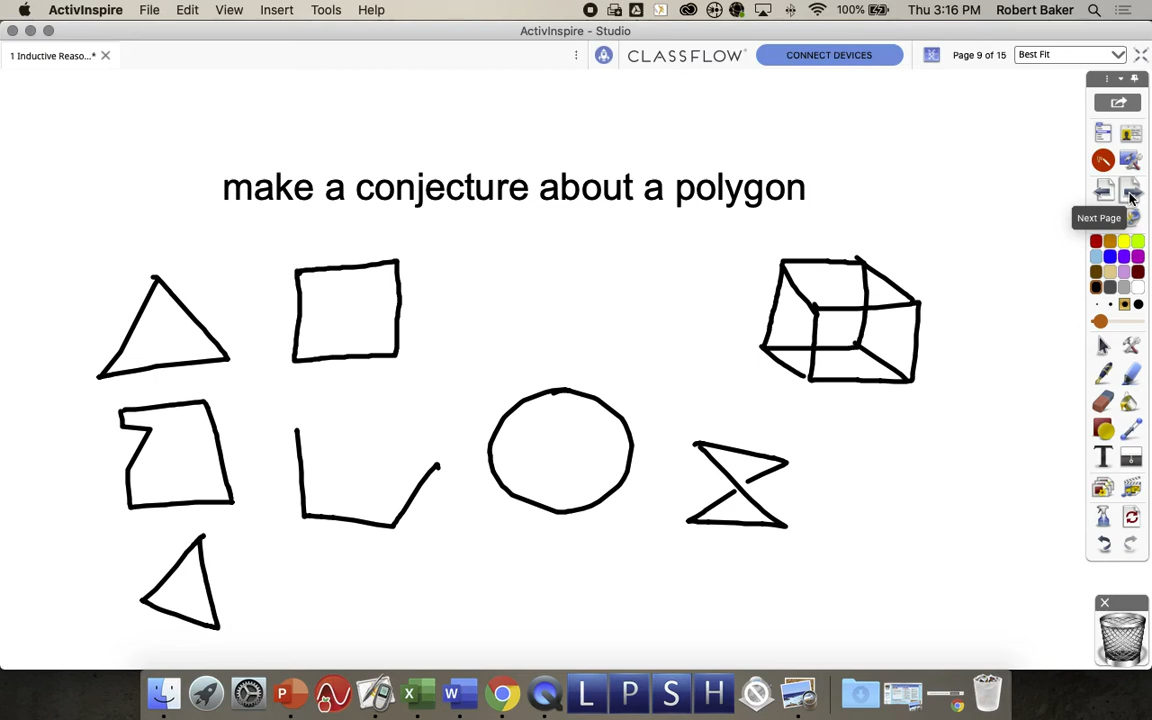 ActivInspire File Edit View Insert Tools Help 100% Thu 3:16 PM Robert Baker
ActivInspire - Studio
1 Inductive Reaso...* CLASSFLOW CONNECT DEVICES Page 9 of 15 Best Fit
make a conjecture about a polygon
Next Page
T
X W L P S H